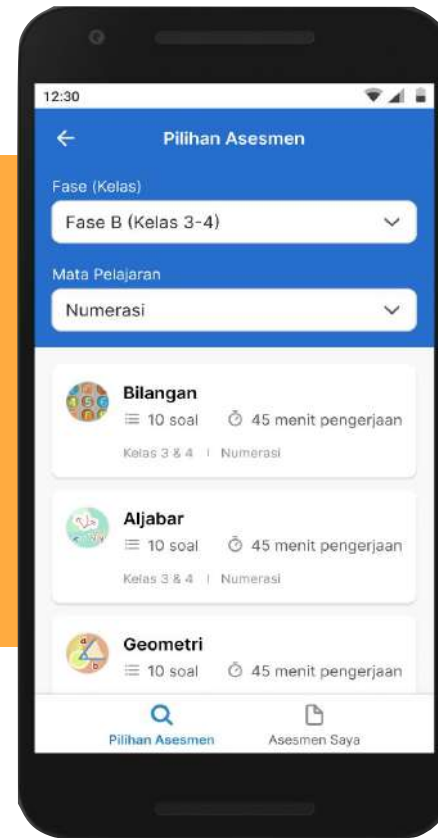 12:30
Pilihan Asesmen
Fase (Kelas)
Fase B (Kelas 3-4)
Mata Pelajaran
Numerasi
Bilangan
10 soal 45 menit pengerjaan
Kelas 3 & 4 | Numerasi
Aljabar
10 soal 45 menit pengerjaan
Kelas 3 & 4 | Numerasi
Geometri
10 soal 45 menit pengerjaan
Pilihan Asesmen Asesmen Saya